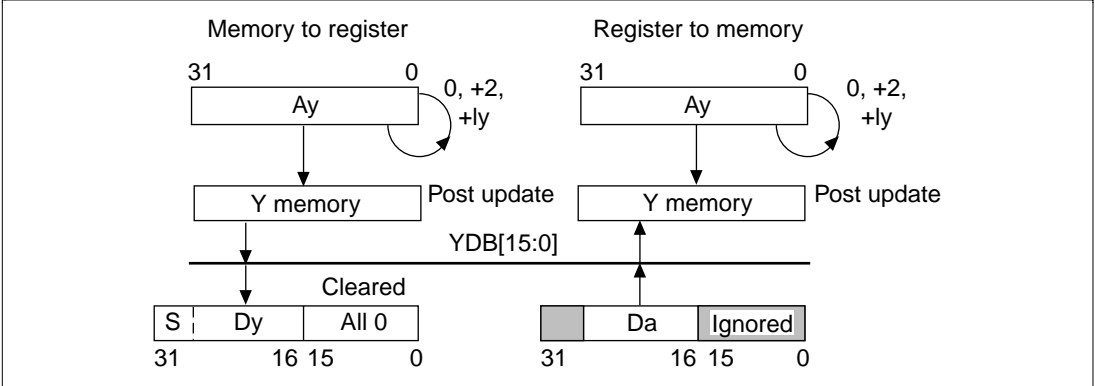 Memory to register
Register to memory
31 0
31 0
Ay
0, +2,
+ly
Ay
0, +2,
+ly
Y memory
Post update
Y memory
Post update
YDB[15:0]
Cleared
S Dy All 0
Da Ignored
31 16 15 0
31 16 15 0